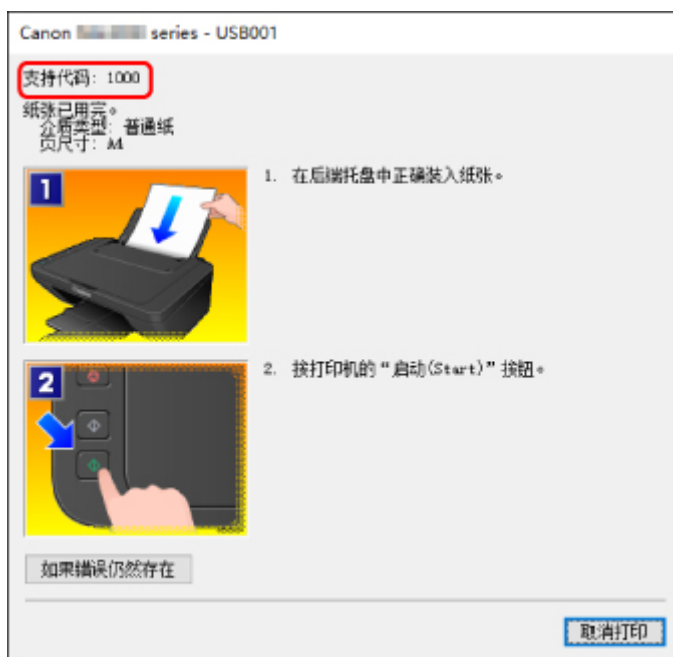 Canon series - USB001
支持代码: 1000
纸张已用完。
介质类型: 普通纸
页尺寸: A4
1
1. 在后端托盘中正确装入纸张。
2
2. 按打印机的“启动(Start)”按钮。
如果错误仍然存在
取消打印